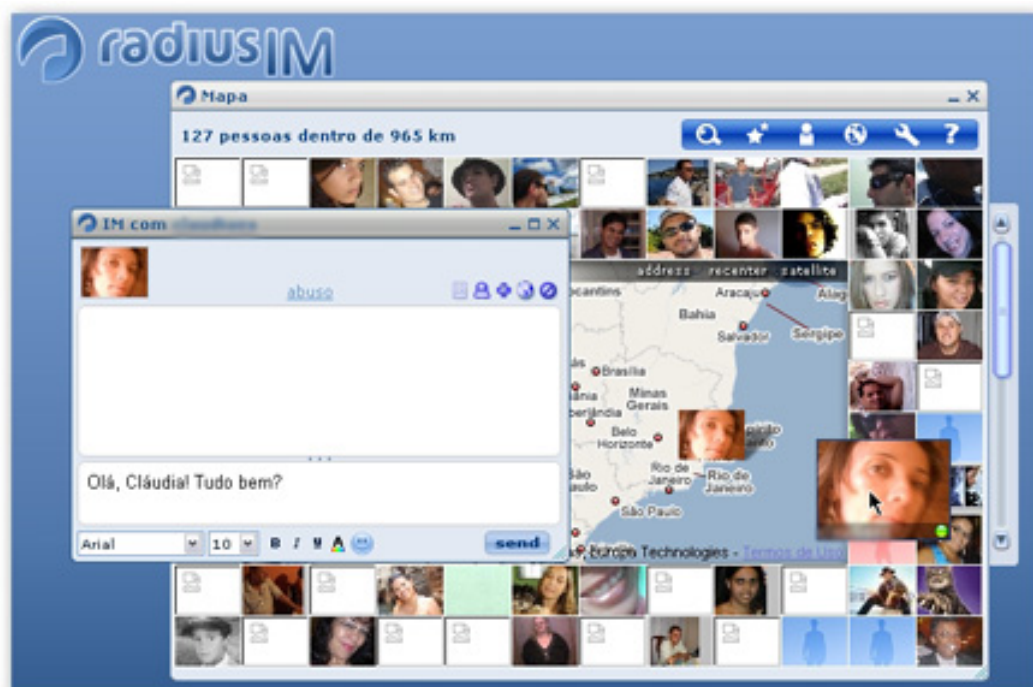 radiusIM
Mapa
127 pessoas dentro de 965 km
?
IM com
abuso
address recenter satellite
Aracaju
Bahia
Salvador
Sergipe
Brasília
Minas
Gerais
Belo
Horizonte
Rio de
Janeiro
Rio de
Janeiro
São Paulo
Olá, Cláudia! Tudo bem?
Arial
10
B I U A
send
Europa Technologies - Termos de Uso